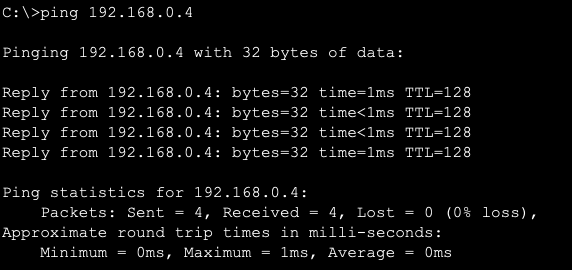 C:\>ping 192.168.0.4
Pinging 192.168.0.4 with 32 bytes of data:
Reply from 192.168.0.4: bytes=32 time=1ms TTL=128
Reply from 192.168.0.4: bytes=32 time<1ms TTL=128
Reply from 192.168.0.4: bytes=32 time<1ms TTL=128
Reply from 192.168.0.4: bytes=32 time=1ms TTL=128
Ping statistics for 192.168.0.4:
Packets: Sent = 4, Received = 4, Lost = 0 (0% loss),
Approximate round trip times in milli-seconds:
Minimum = 0ms, Maximum = 1ms, Average = 0ms